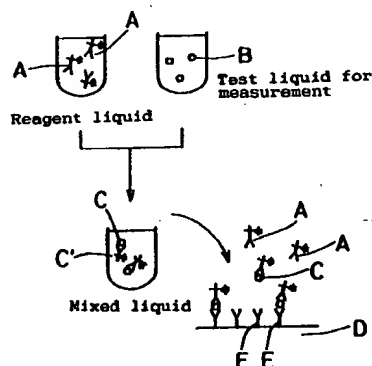 A
A
B
Test liquid for
measurement
Reagent liquid
C
C'
A
A
C
Mixed liquid
D
F
E